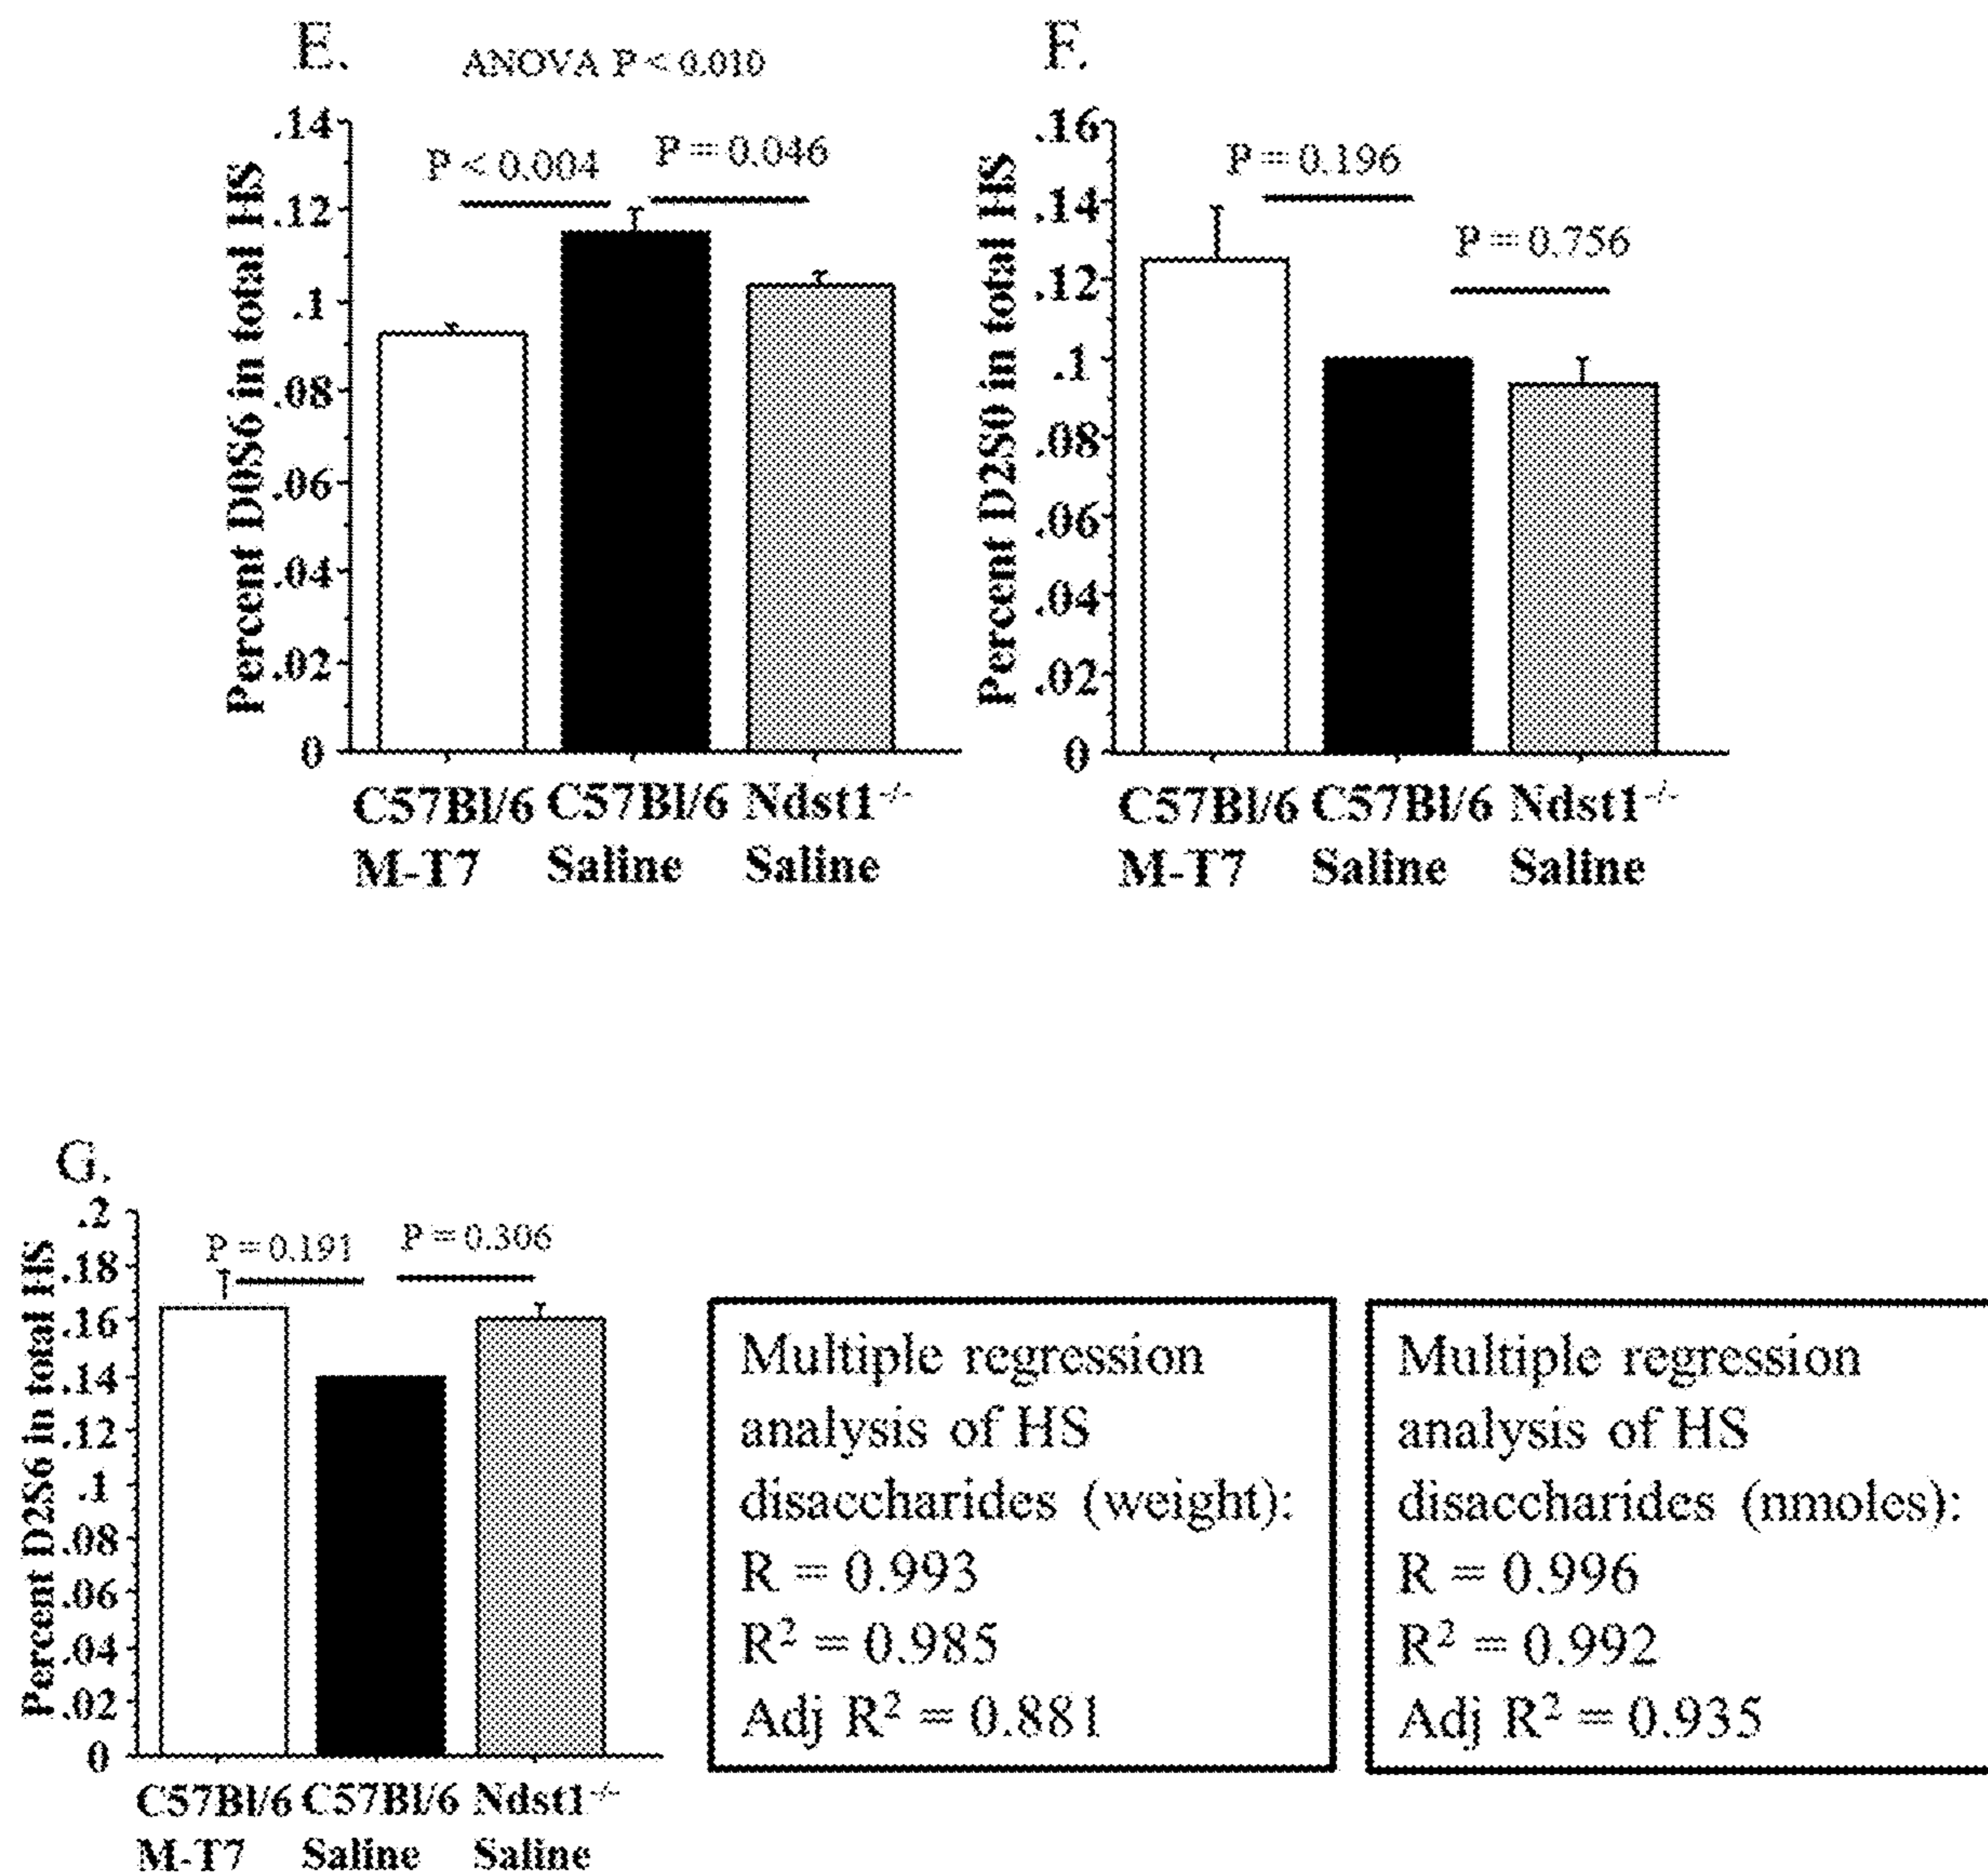 E.
ANOVA P < 0.010
P < 0.004
P = 0.046
Percent D0S6 in total HS
.14
.12
.1
.08
.06
.04
.02
0
C57Bl/6 C57Bl/6 Ndst1-/-
M-T7 Saline Saline
F.
P = 0.196
P = 0.756
Percent D2S0 in total HS
.16
.14
.12
.1
.08
.06
.04
.02
0
C57Bl/6 C57Bl/6 Ndst1-/-
M-T7 Saline Saline
G.
P = 0.191
P = 0.306
Percent D2S6 in total HS
.2
.18
.16
.14
.12
.1
.08
.06
.04
.02
0
C57Bl/6 C57Bl/6 Ndst1-/-
M-T7 Saline Saline
Multiple regression
analysis of HS
disaccharides (weight):
R = 0.993
R² = 0.985
Adj R² = 0.881
Multiple regression
analysis of HS
disaccharides (nmoles):
R = 0.996
R² = 0.992
Adj R² = 0.935